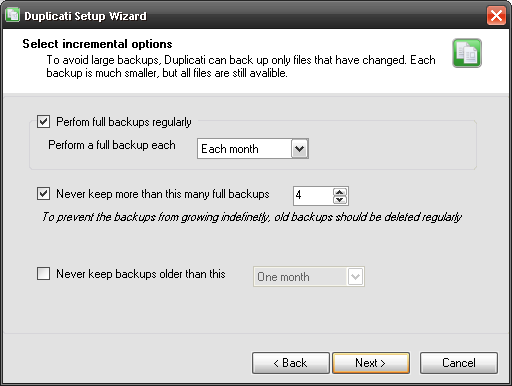 Duplicati Setup Wizard
Select incremental options
To avoid large backups, Duplicati can back up only files that have changed. Each
backup is much smaller, but all files are still avalible.
Perfom full backups regularly
Perform a full backup each
Each month
Never keep more than this many full backups
4
To prevent the backups from growing indefinetly, old backups should be deleted regularly
Never keep backups older than this
One month
< Back
Next >
Cancel